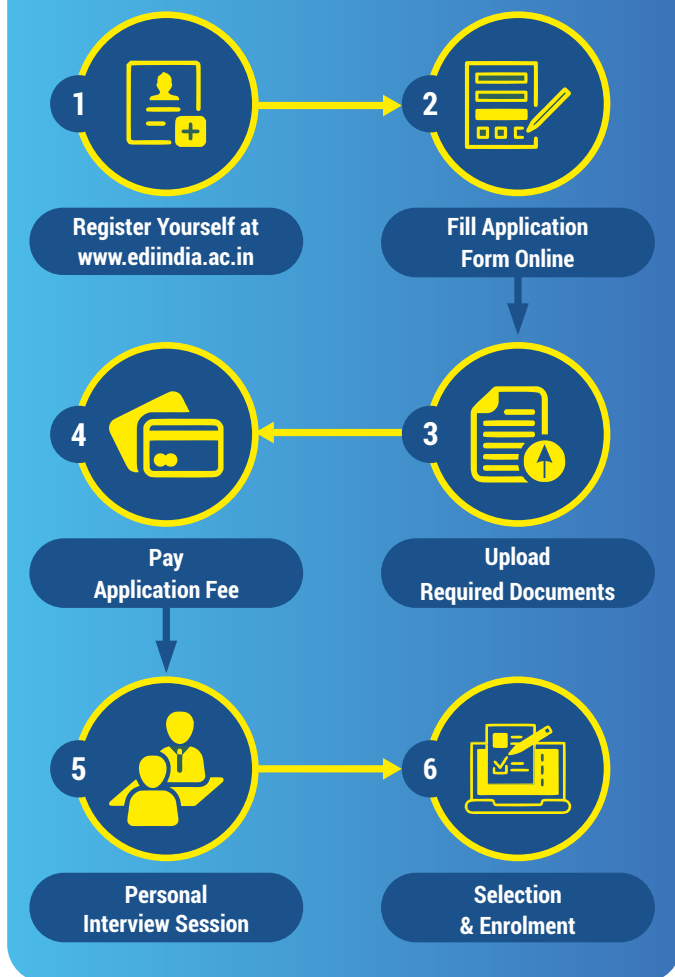 1
Register Yourself at
www.ediindia.ac.in
2
Fill Application
Form Online
3
Upload
Required Documents
4
Pay
Application Fee
5
Personal
Interview Session
6
Selection
& Enrolment